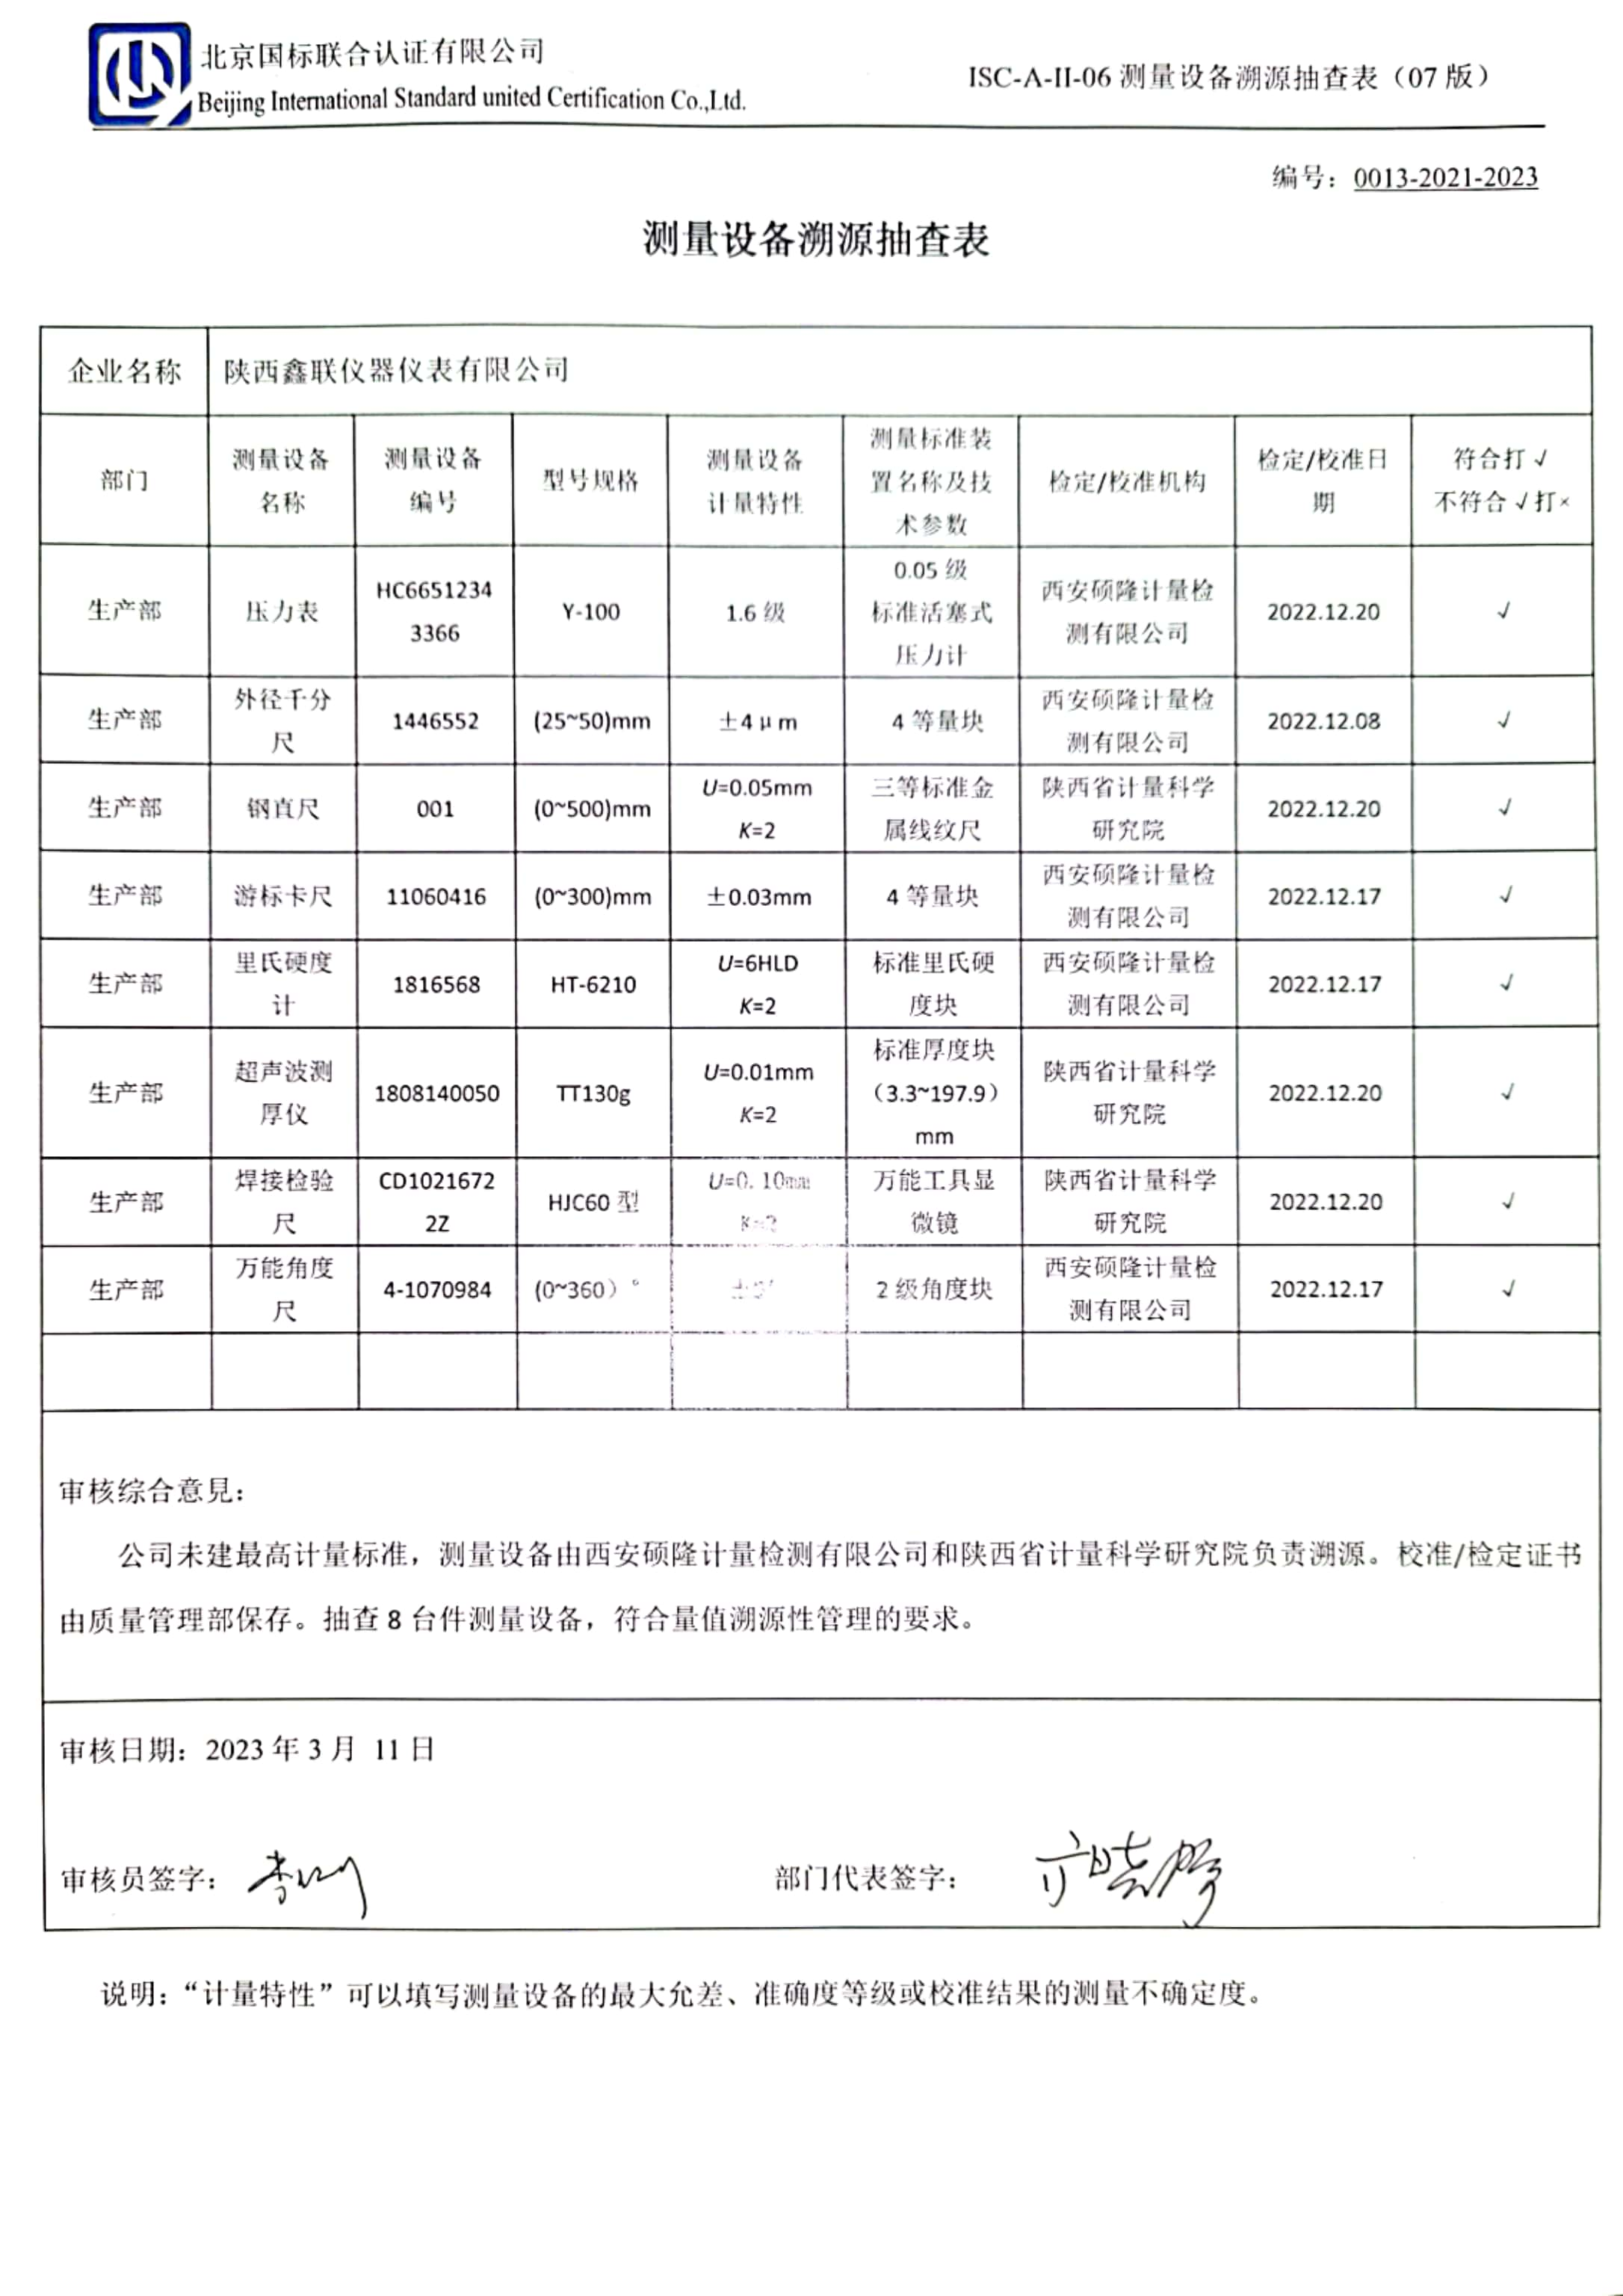 北京国标联合认证有限公司
Beijing International Standard united Certification Co.,Ltd.
ISC-A-II-06 测量设备溯源抽查表（07 版）
编号：0013-2021-2023
测量设备溯源抽查表
企业名称 陕西鑫联仪器仪表有限公司
部门
测量设备
名称
测量设备
编号
型号规格
测量设备
计量特性
测量标准装
置名称及技
术参数
检定/校准机构
检定/校准日
期
符合打 √
不符合 √ 打×
生产部
压力表
HC6651234
3366
Y-100
1.6 级
0.05 级
标准活塞式
压力计
西安硕隆计量检
测有限公司
2022.12.20
√
生产部
外径千分
尺
1446552
(25~50)mm
±4μm
4 等量块
西安硕隆计量检
测有限公司
2022.12.08
√
生产部
钢直尺
001
(0~500)mm
U=0.05mm
K=2
三等标准金
属线纹尺
陕西省计量科学
研究院
2022.12.20
√
生产部
游标卡尺
11060416
(0~300)mm
±0.03mm
4 等量块
西安硕隆计量检
测有限公司
2022.12.17
√
生产部
里氏硬度
计
1816568
HT-6210
U=6HLD
K=2
标准里氏硬
度块
西安硕隆计量检
测有限公司
2022.12.17
√
生产部
超声波测
厚仪
1808140050
TT130g
U=0.01mm
K=2
标准厚度块
（3.3~197.9）
mm
陕西省计量科学
研究院
2022.12.20
√
生产部
焊接检验
尺
CD1021672
2Z
HJC60 型
U=0.10mm
K=2
万能工具显
微镜
陕西省计量科学
研究院
2022.12.20
√
生产部
万能角度
尺
4-1070984
(0~360）°
2 级角度块
西安硕隆计量检
测有限公司
2022.12.17
√
审核综合意见：
公司未建最高计量标准，测量设备由西安硕隆计量检测有限公司和陕西省计量科学研究院负责溯源。校准/检定证书
由质量管理部保存。抽查 8 台件测量设备，符合量值溯源性管理的要求。
审核日期：2023 年 3 月 11 日
审核员签字：
部门代表签字：
说明：“计量特性”可以填写测量设备的最大允差、准确度等级或校准结果的测量不确定度。